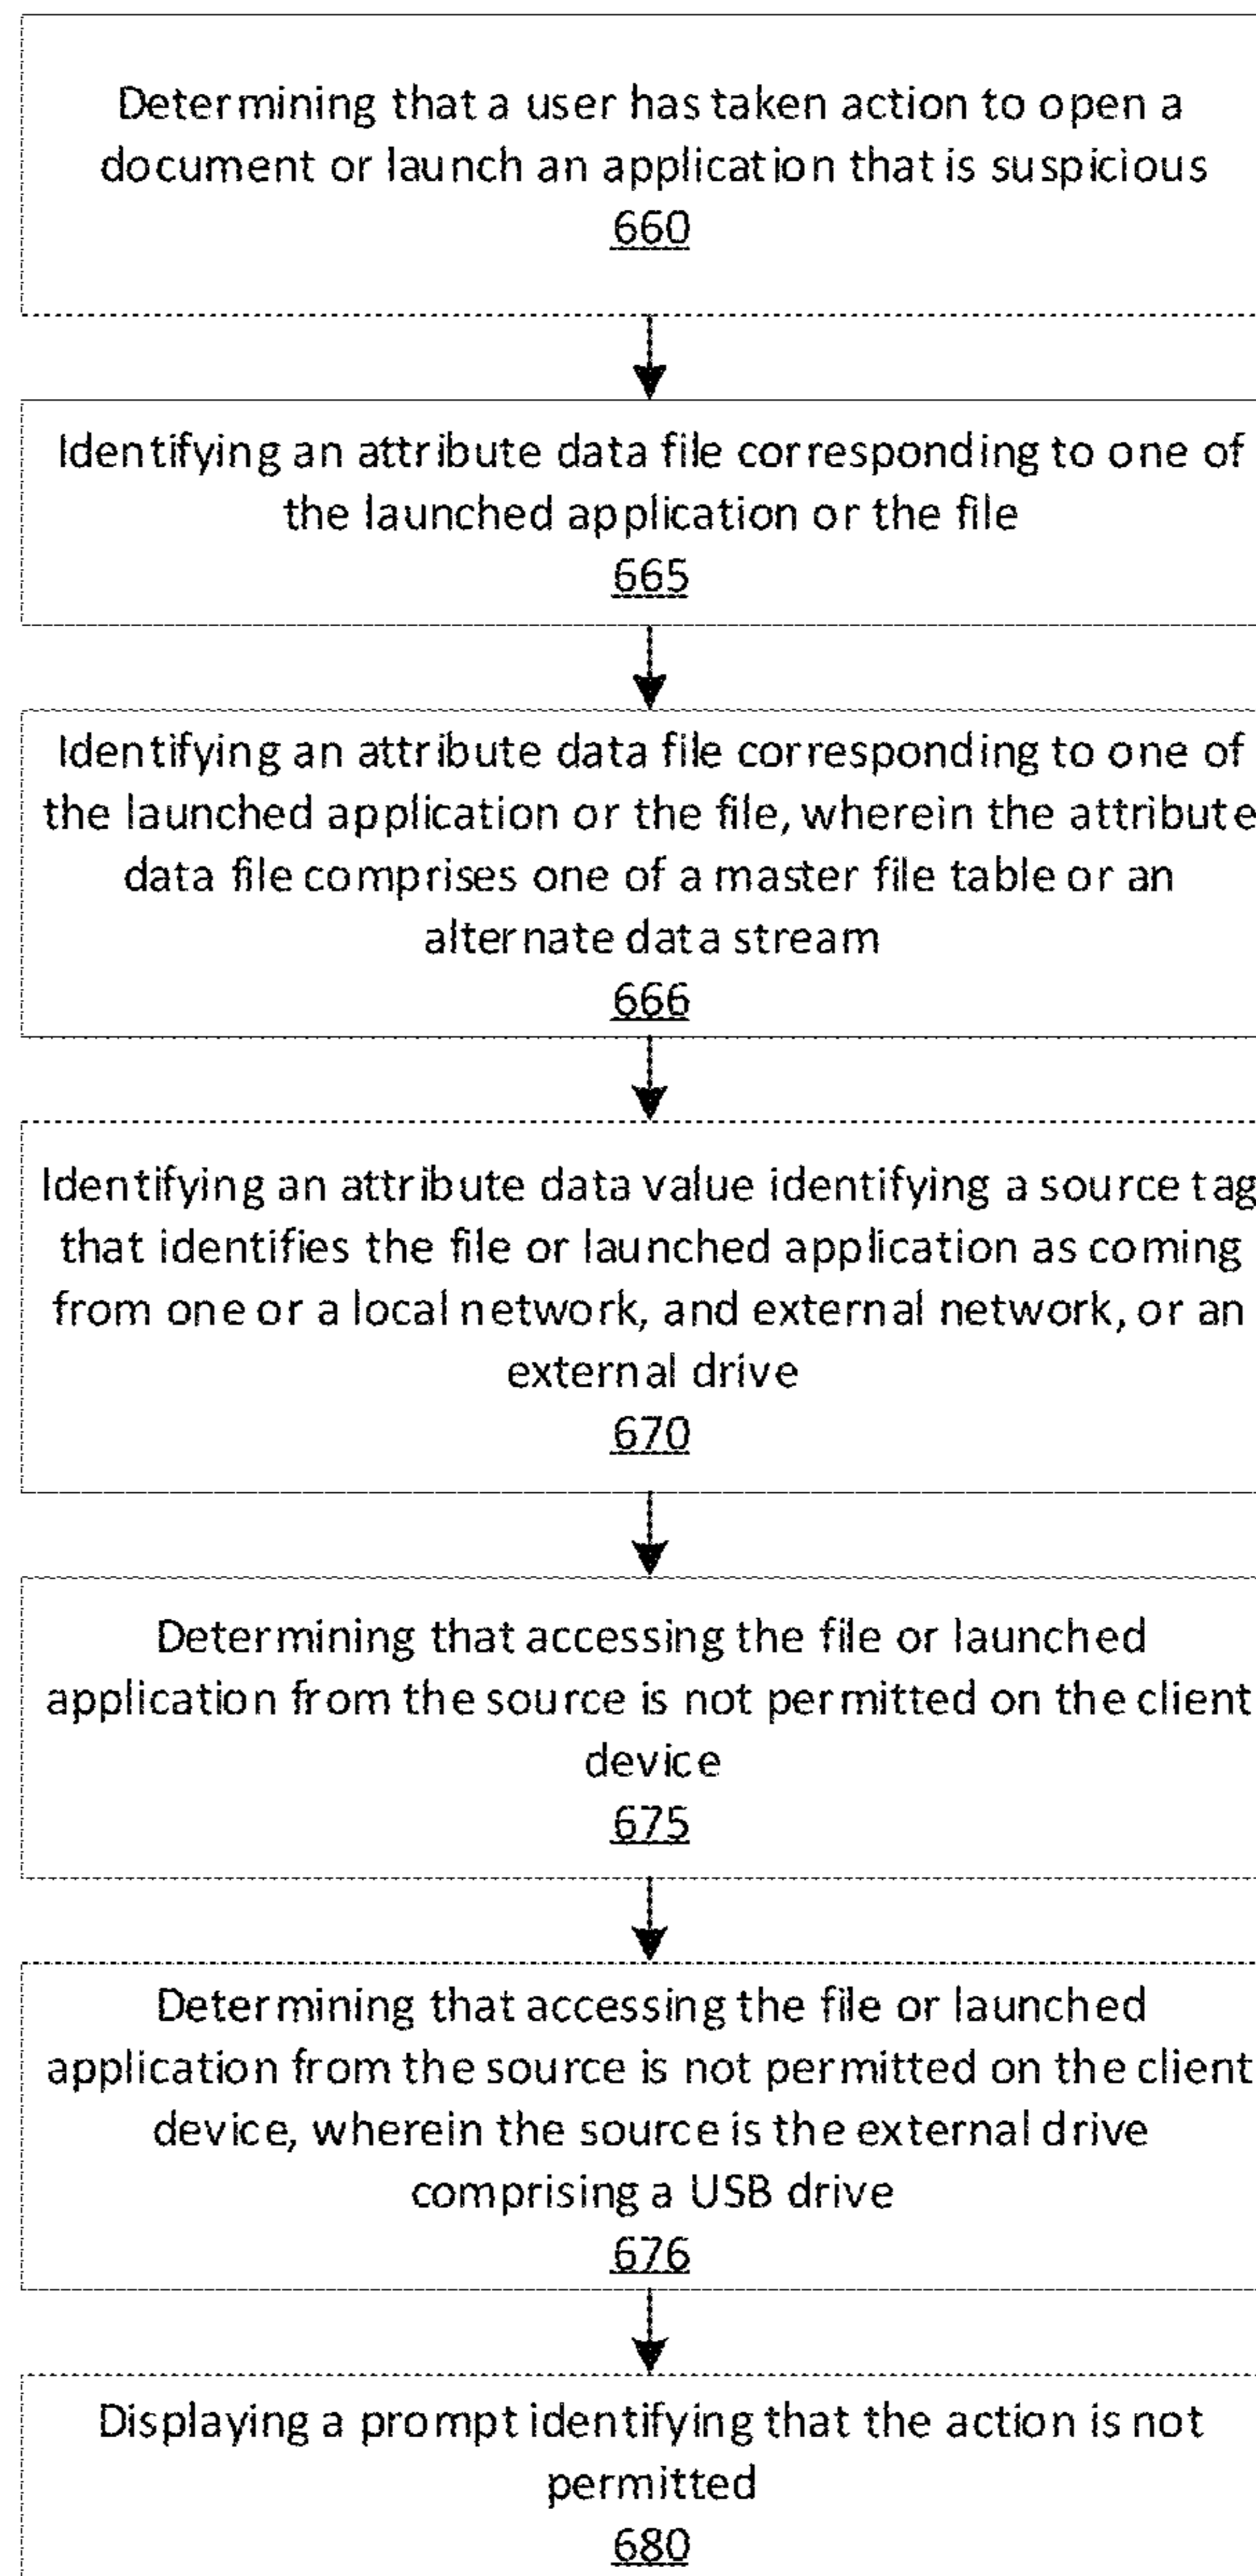 Determining that a user has taken action to open a
document or launch an application that is suspicious
660
Identifying an attribute data file corresponding to one of
the launched application or the file
665
Identifying an attribute data file corresponding to one of
the launched application or the file, wherein the attribute
data file comprises one of a master file table or an
alternate data stream
666
Identifying an attribute data value identifying a source tag
that identifies the file or launched application as coming
from one or a local network, and external network, or an
external drive
670
Determining that accessing the file or launched
application from the source is not permitted on the client
device
675
Determining that accessing the file or launched
application from the source is not permitted on the client
device, wherein the source is the external drive
comprising a USB drive
676
Displaying a prompt identifying that the action is not
permitted
680